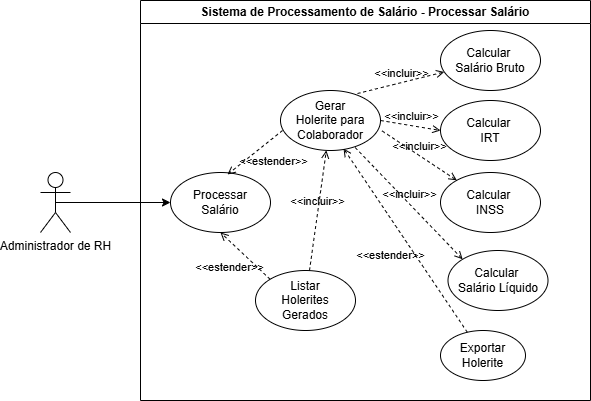 Sistema de Processamento de Salário - Processar Salário
Calcular
Salário Bruto
<<incluir>>
Gerar
Holerite para
Colaborador
<<incluir>>
Calcular
IRT
<<incluir>>
<<estender>>
Processar
Salário
Calcular
INSS
<<incluir>>
<<incluir>>
Administrador de RH
<<estender>>
<<estender>>
Listar
Holerites
Gerados
Calcular
Salário Líquido
Exportar
Holerite